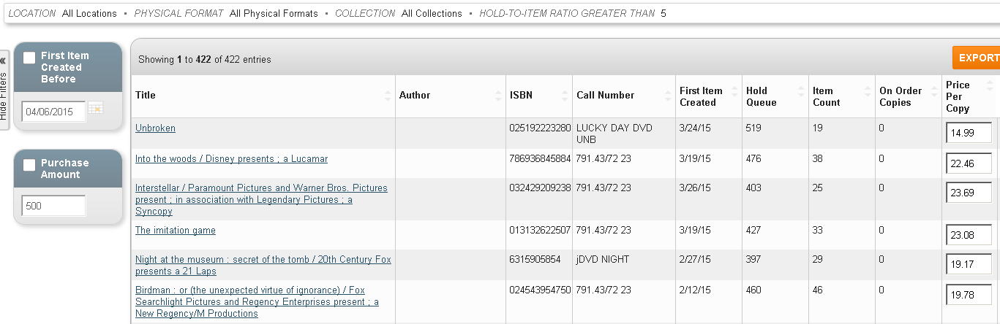 LOCATION All Locations • PHYSICAL FORMAT All Physical Formats • COLLECTION All Collections • HOLD-TO-ITEM RATIO GREATER THAN 5
« Hide Filters
First Item
Created
Before
04/06/2015
Purchase
Amount
500
Showing 1 to 422 of 422 entries
EXPORT
Title Author ISBN Call Number First Item Created Hold Queue Item Count On Order Copies Price Per Copy
Unbroken 025192223280 LUCKY DAY DVD 3/24/15 519 19 0 14.99
UNB
Into the woods / Disney presents ; a Lucamar 786936845884 791.43/72 23 3/19/15 476 38 0 22.46
Interstellar / Paramount Pictures and Warner Bros. Pictures 032429209238 791.43/72 23 3/26/15 403 25 0 23.69
present ; in association with Legendary Pictures ; a
Syncopy
The imitation game 013132622507 791.43/72 23 3/19/15 427 33 0 23.08
Night at the museum : secret of the tomb / 20th Century Fox 6315905854 jDVD NIGHT 2/27/15 397 29 0 19.17
presents a 21 Laps
Birdman : or (the unexpected virtue of ignorance) / Fox 024543954750 791.43/72 23 2/12/15 460 46 0 19.78
Searchlight Pictures and Regency Enterprises present ; a
New Regency/M Productions